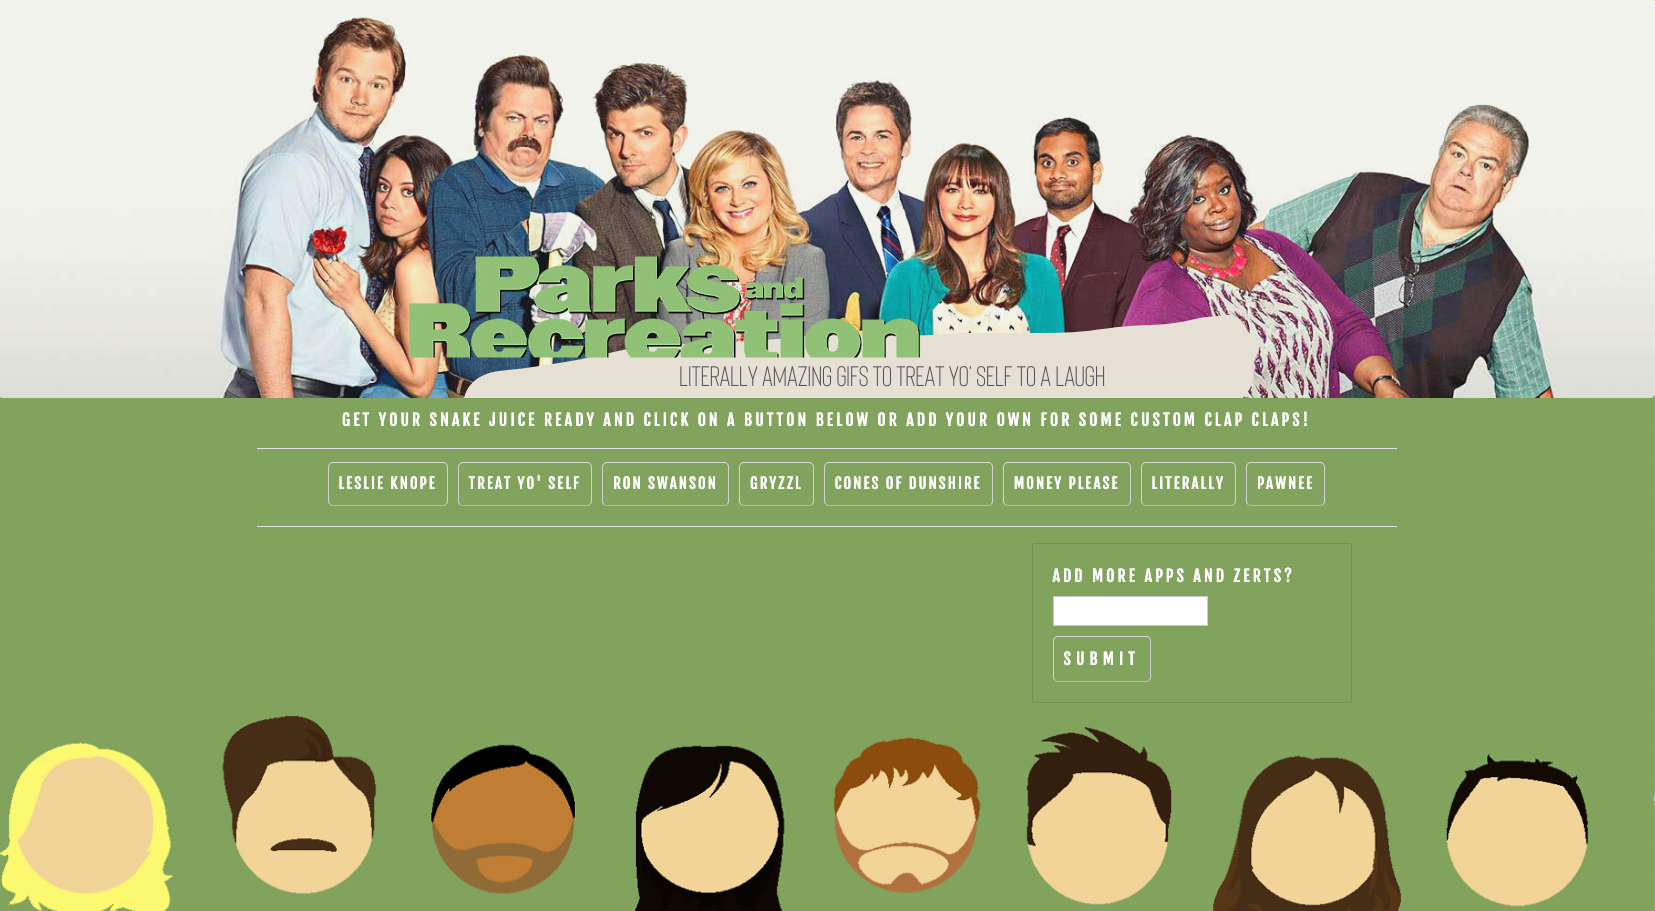 Parks and
Recreation
LITERALLY AMAZING GIFS TO TREAT YO' SELF TO A LAUGH
GET YOUR SNAKE JUICE READY AND CLICK ON A BUTTON BELOW OR ADD YOUR OWN FOR SOME CUSTOM CLAP CLAPS!
LESLIE KNOPE TREAT YO' SELF RON SWANSON GRYZZL CONES OF DUNSHIRE MONEY PLEASE LITERALLY PAWNEE
ADD MORE APPS AND ZERTS?
SUBMIT